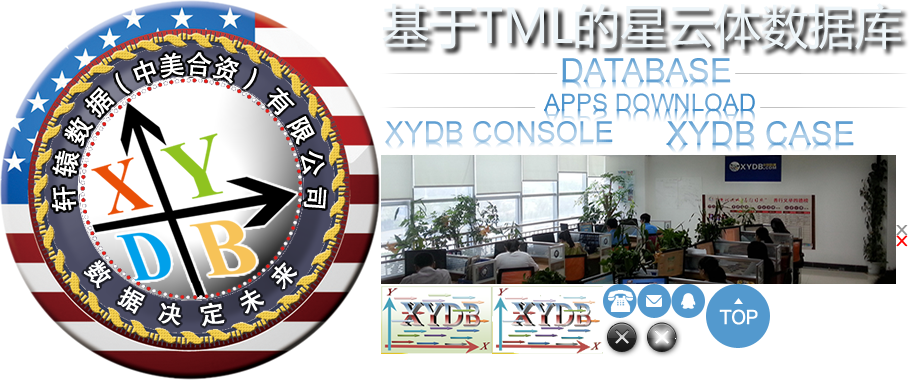 轩辕数据(中美合资)有限公司
X Y
D B
数据决定未来
基于TML的星云体数据库
DATABASE
APPS DOWNLOAD
XYDB CONSOLE XYDB CASE
XYDB
Y XYDB X
Y XYDB X
TOP